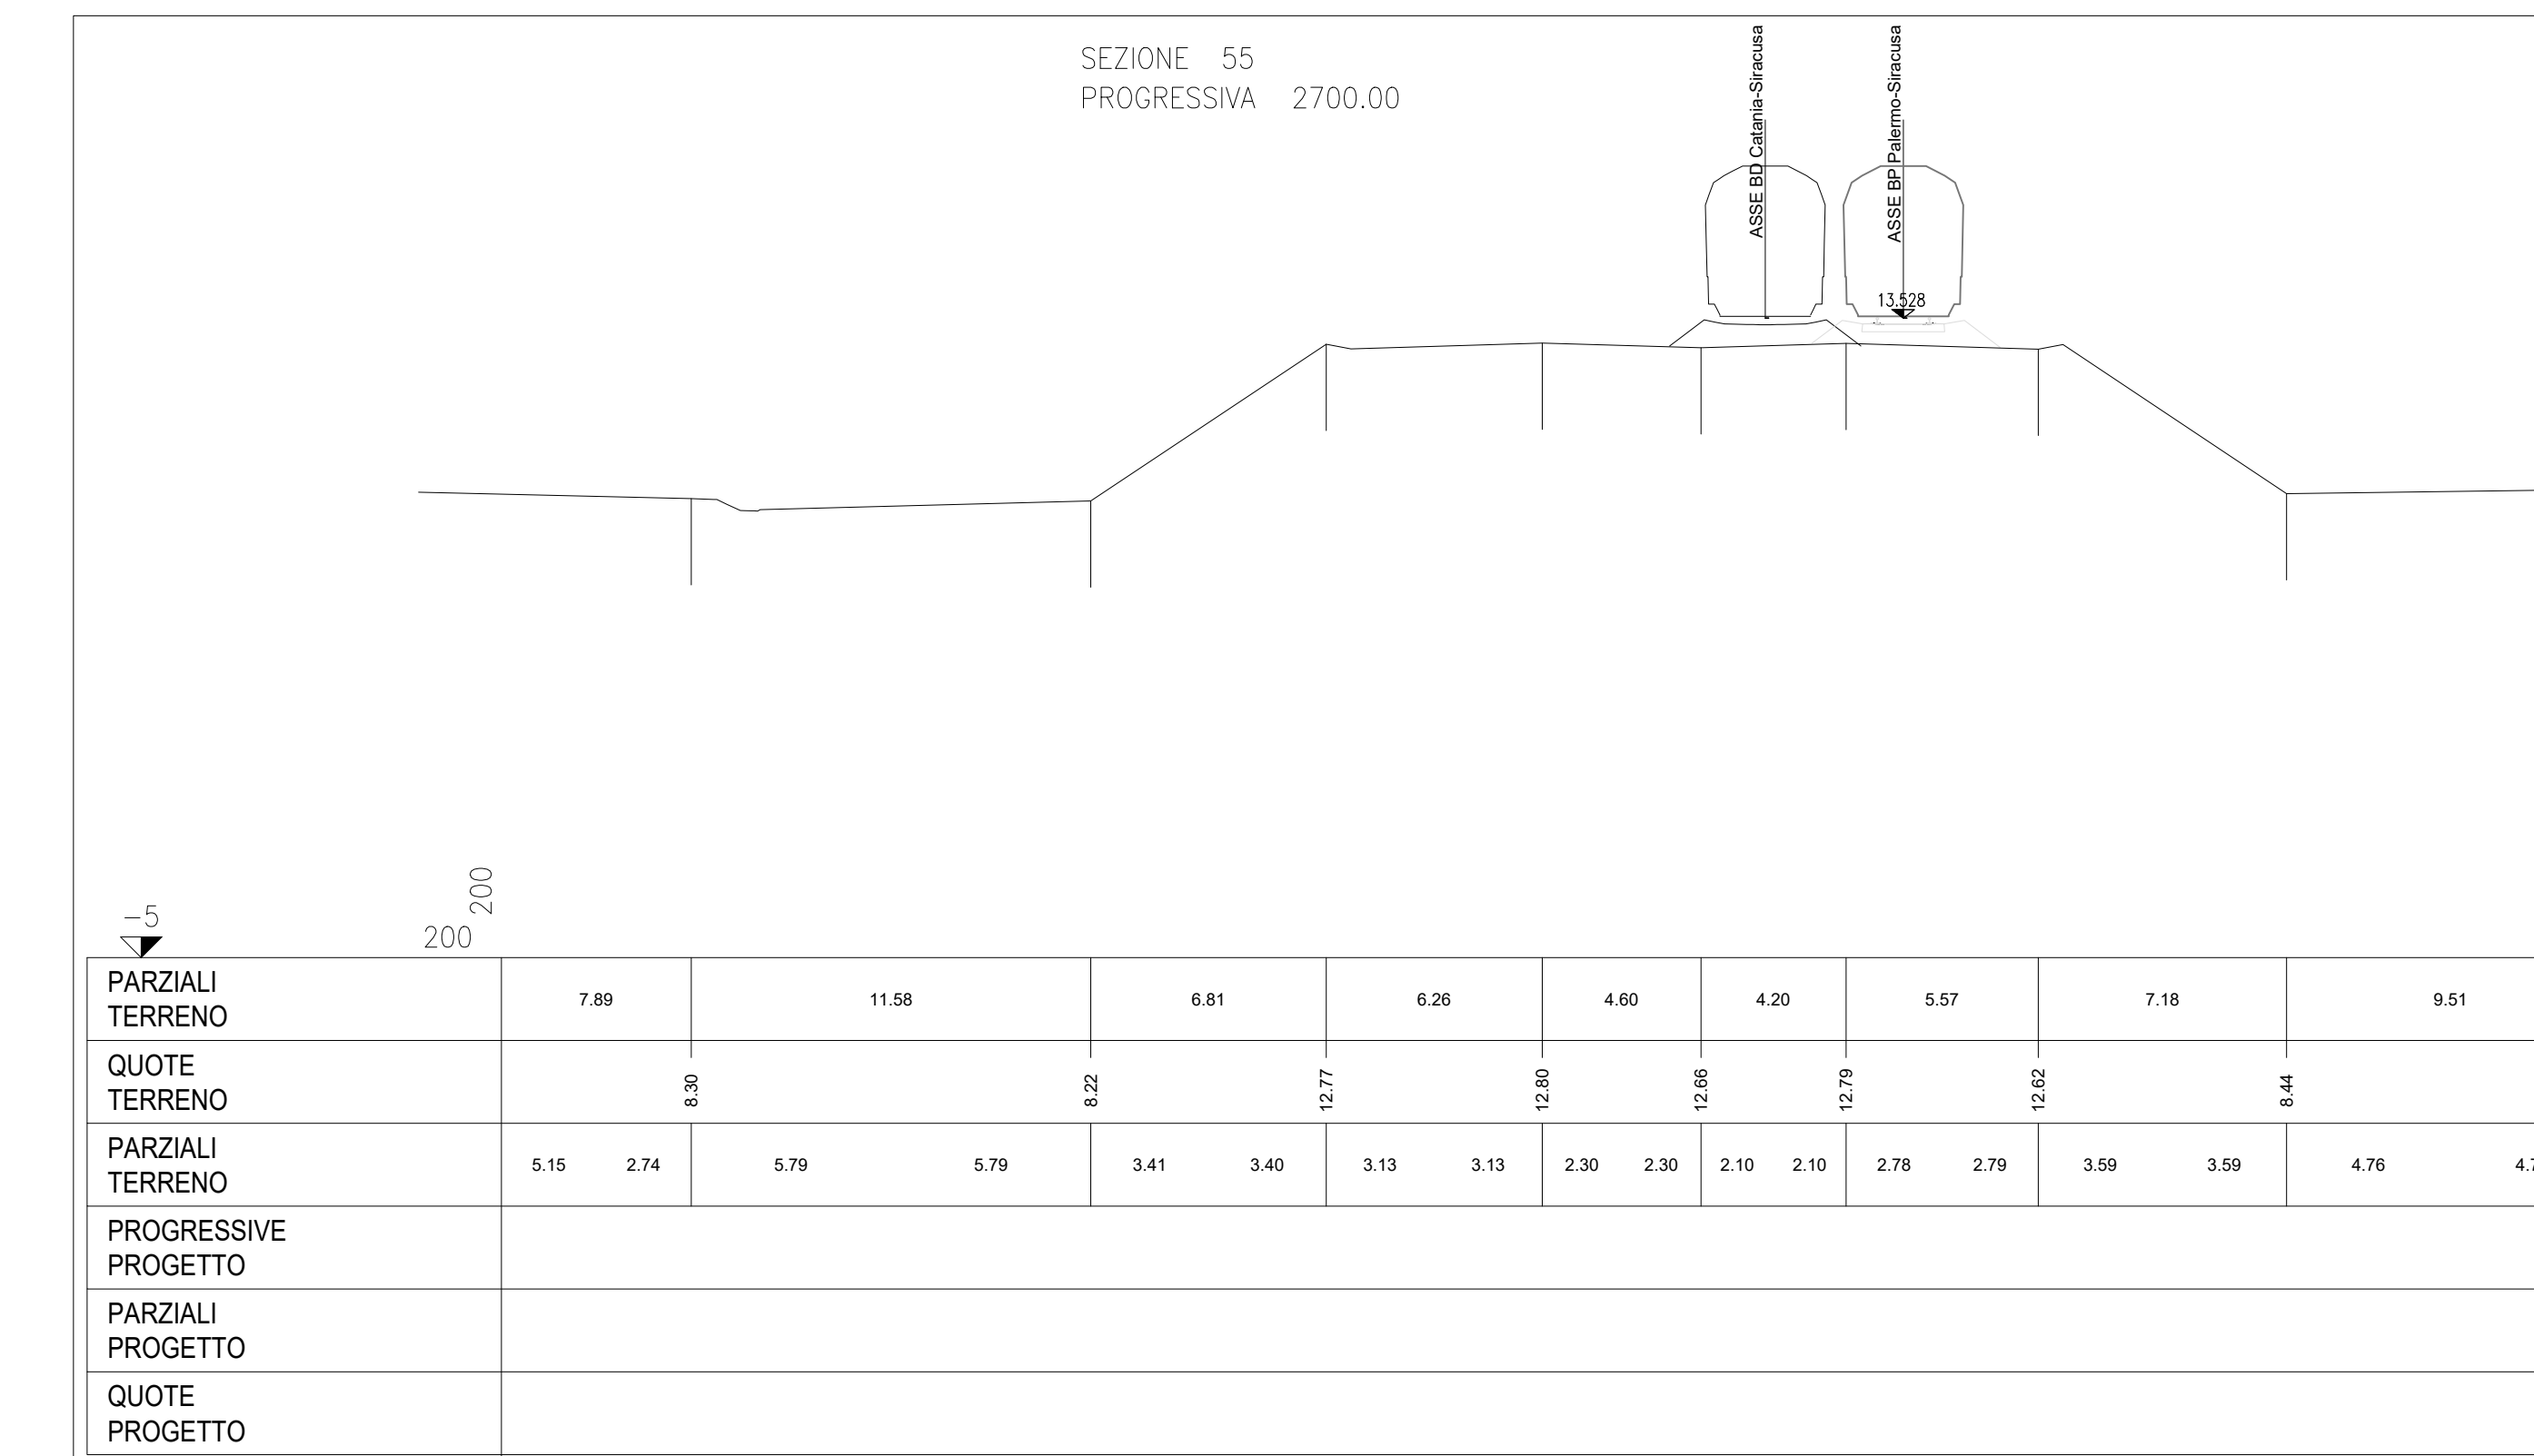 SEZIONE 55
PROGRESSIVA 2700.00
ASSE BD Catania-Siracusa
ASSE BP Palermo-Siracusa
13.528
-5
200
200
PARZIALI
TERRENO
7.89 11.58 6.81 6.26 4.60 4.20 5.57 7.18 9.51
QUOTE
TERRENO
8.30 8.22 12.77 12.80 12.66 12.79 12.62 8.44
PARZIALI
TERRENO
5.15 2.74 5.79 5.79 3.41 3.40 3.13 3.13 2.30 2.30 2.10 2.10 2.78 2.79 3.59 3.59 4.76
PROGRESSIVE
PROGETTO
PARZIALI
PROGETTO
QUOTE
PROGETTO